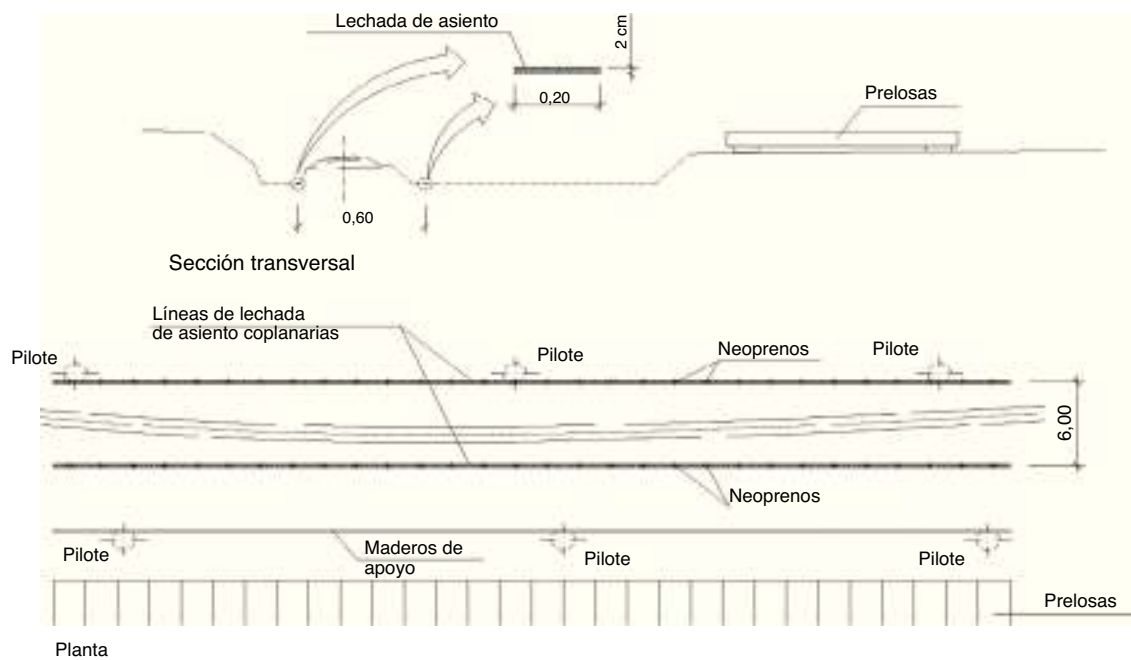 Lechada de asiento
2 cm
0,20
Prelosas
0,60
Sección transversal
Líneas de lechada
de asiento coplanarias
Pilote
Pilote
Neoprenos
Pilote
6,00
Neoprenos
Pilote
Maderos de
apoyo
Pilote
Pilote
Prelosas
Planta